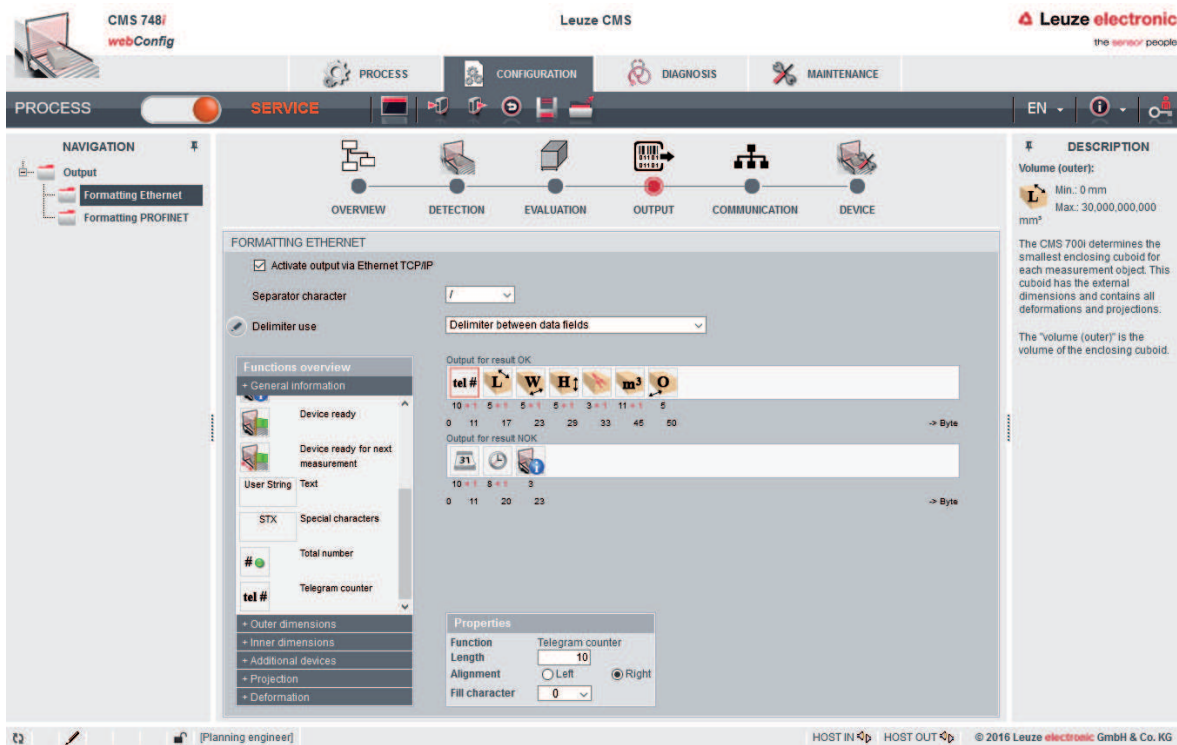 CMS 748i
webConfig
Leuze CMS
Leuze electronic
the sensor people
PROCESS
CONFIGURATION
DIAGNOSIS
MAINTENANCE
PROCESS
SERVICE
EN
NAVIGATION
Output
Formatting Ethernet
Formatting PROFINET
OVERVIEW
DETECTION
EVALUATION
OUTPUT
COMMUNICATION
DEVICE
FORMATTING ETHERNET
Activate output via Ethernet TCP/IP
Separator character
/
Delimiter use
Delimiter between data fields
Functions overview
+ General information
Device ready
Device ready for next
measurement
User String Text
STX Special characters
# Total number
tel # Telegram counter
+ Outer dimensions
+ Inner dimensions
+ Additional devices
+ Projection
+ Deformation
Output for result OK
tel # L W H m³ O
10 + 1 5 + 1 5 + 1 5 + 1 3 + 1 11 + 1 5
0 11 17 23 29 33 45 50 -> Byte
Output for result NOK
31
10 + 1 8 + 1 3
0 11 20 23 -> Byte
Properties
Function Telegram counter
Length 10
Alignment Left Right
Fill character 0
DESCRIPTION
Volume (outer):
L
Min.: 0 mm
Max.: 30,000,000,000
mm³
The CMS 700i determines the
smallest enclosing cuboid for
each measurement object. This
cuboid has the external
dimensions and contains all
deformations and projections.
The "volume (outer)" is the
volume of the enclosing cuboid.
[Planning engineer]
HOST IN HOST OUT © 2016 Leuze electronic GmbH & Co. KG